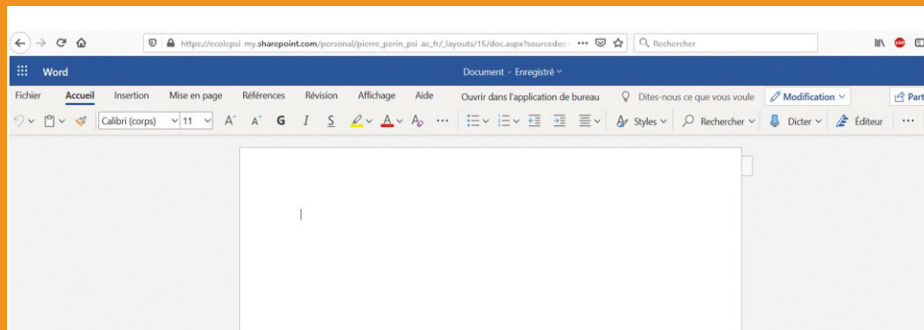 https://ecolepsi my.sharepoint.com/personal/pierre_perin_psi ac_fr/_layouts/15/doc.aspx?sourcedoc- ... Rechercher
Word Document - Enregistré
Fichier Accueil Insertion Mise en page Références Révision Affichage Aide Ouvrir dans l'application de bureau Dites-nous ce que vous voule Modification Part
Calibri (corps) 11 A A G I S A A ... Styles Rechercher Dicter Éditeur ...